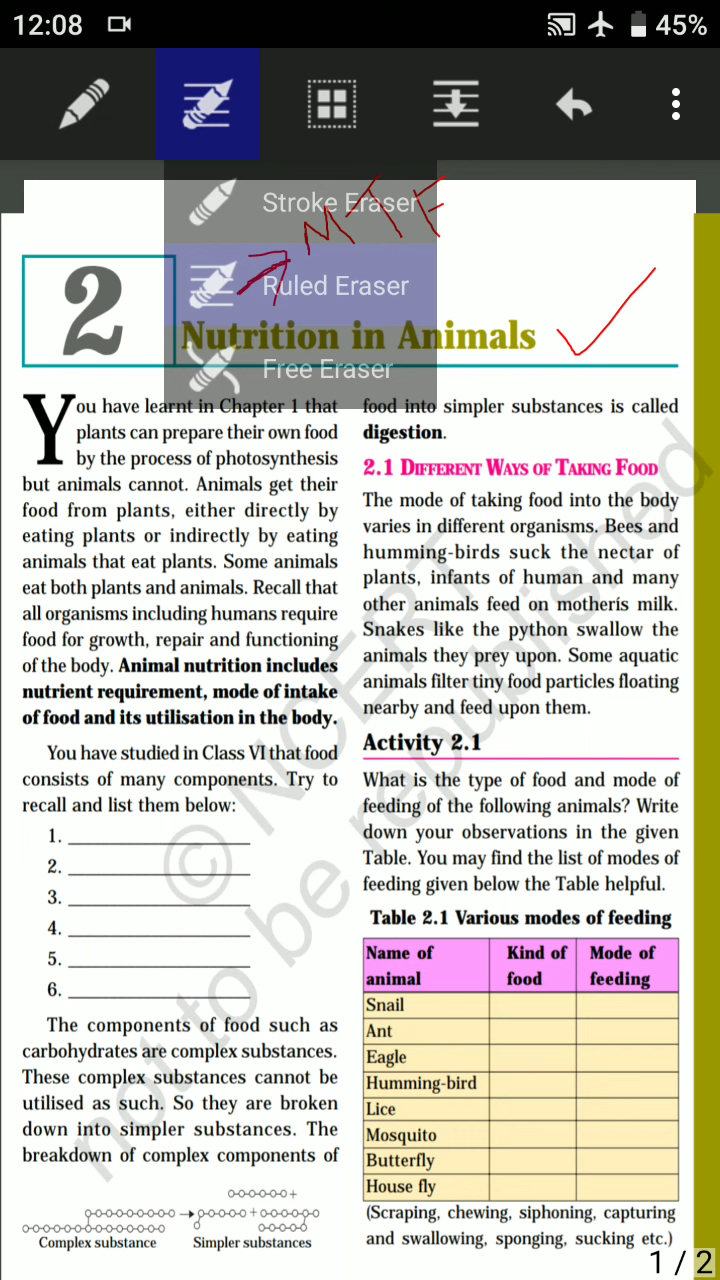 12:08
45%
Stroke Eraser
MTF
Ruled Eraser
Free Eraser
2
Nutrition in Animals
You have learnt in Chapter 1 that
plants can prepare their own food
by the process of photosynthesis
but animals cannot. Animals get their
food from plants, either directly by
eating plants or indirectly by eating
animals that eat plants. Some animals
eat both plants and animals. Recall that
all organisms including humans require
food for growth, repair and functioning
of the body. Animal nutrition includes
nutrient requirement, mode of intake
of food and its utilisation in the body.
You have studied in Class VI that food
consists of many components. Try to
recall and list them below:
1.
2.
3.
4.
5.
6.
The components of food such as
carbohydrates are complex substances.
These complex substances cannot be
utilised as such. So they are broken
down into simpler substances. The
breakdown of complex components of
Complex substance
Simpler substances
food into simpler substances is called
digestion.
2.1 DIFFERENT WAYS OF TAKING FOOD
The mode of taking food into the body
varies in different organisms. Bees and
humming-birds suck the nectar of
plants, infants of human and many
other animals feed on motherís milk.
Snakes like the python swallow the
animals they prey upon. Some aquatic
animals filter tiny food particles floating
nearby and feed upon them.
Activity 2.1
What is the type of food and mode of
feeding of the following animals? Write
down your observations in the given
Table. You may find the list of modes of
feeding given below the Table helpful.
Table 2.1 Various modes of feeding
Name of animal Kind of food Mode of feeding
Snail
Ant
Eagle
Humming-bird
Lice
Mosquito
Butterfly
House fly
(Scraping, chewing, siphoning, capturing
and swallowing, sponging, sucking etc.)
© NCERT
not to be republished
1 / 2